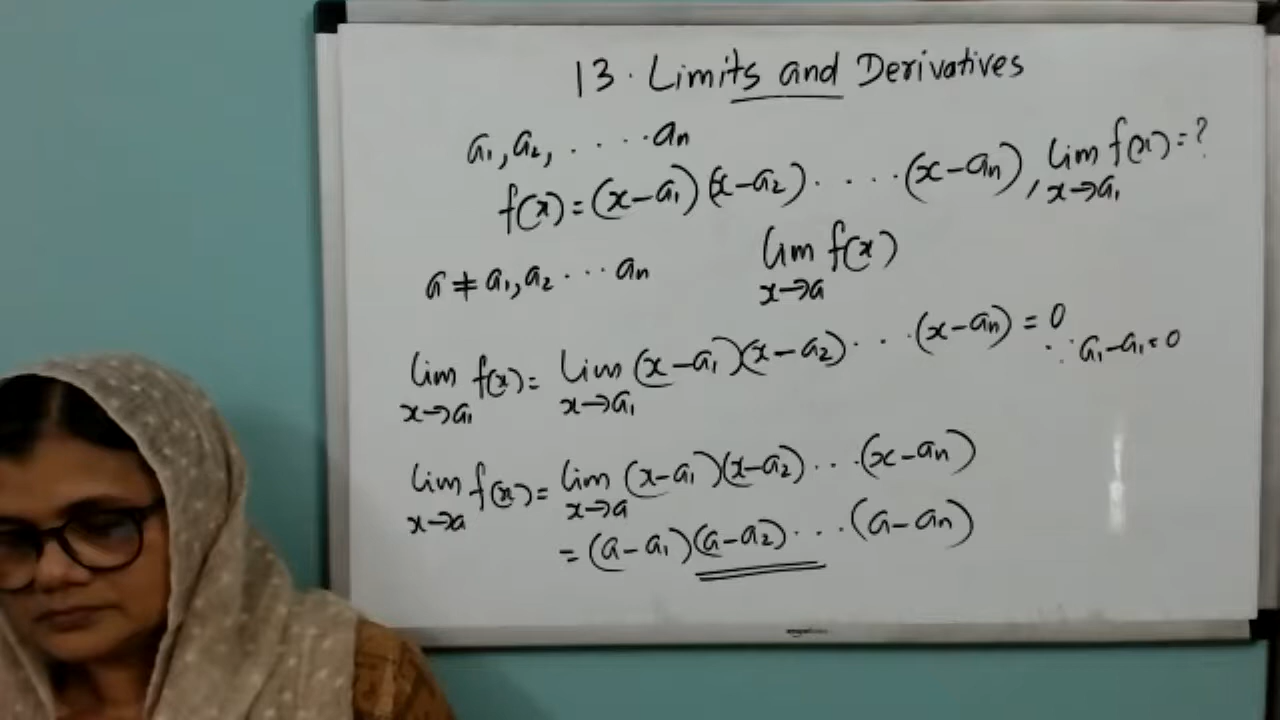 13. Limits and Derivatives
a₁, a₂, . . . . . aₙ
f(x) = (x-a₁)(x-a₂) . . . . . (x-aₙ), lim x→a₁ f(x) = ?
a ≠ a₁, a₂ . . . aₙ lim x→a f(x)
lim x→a₁ f(x) = lim x→a₁ (x-a₁)(x-a₂) . . . (x-aₙ) = 0 ∵ a₁-a₁=0
lim x→a f(x) = lim x→a (x-a₁)(x-a₂) . . . (x-aₙ)
= (a-a₁)(a-a₂) . . . (a-aₙ)